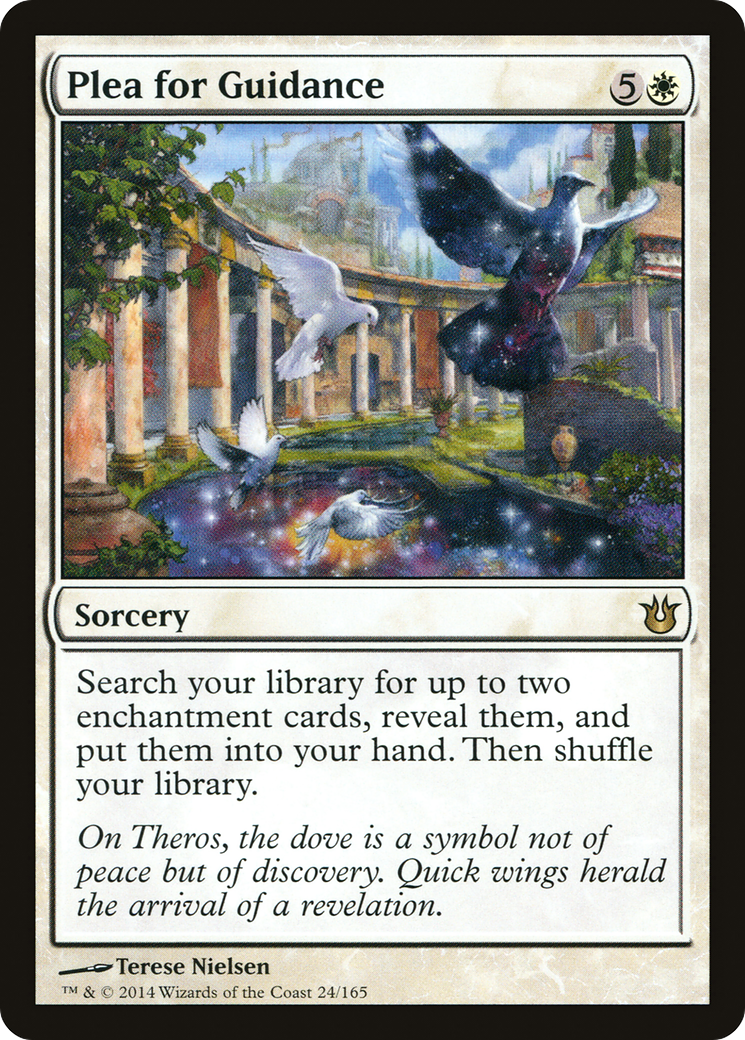 Plea for Guidance 5
Sorcery
Search your library for up to two
enchantment cards, reveal them, and
put them into your hand. Then shuffle
your library.
On Theros, the dove is a symbol not of
peace but of discovery. Quick wings herald
the arrival of a revelation.
Terese Nielsen
™ & © 2014 Wizards of the Coast 24/165